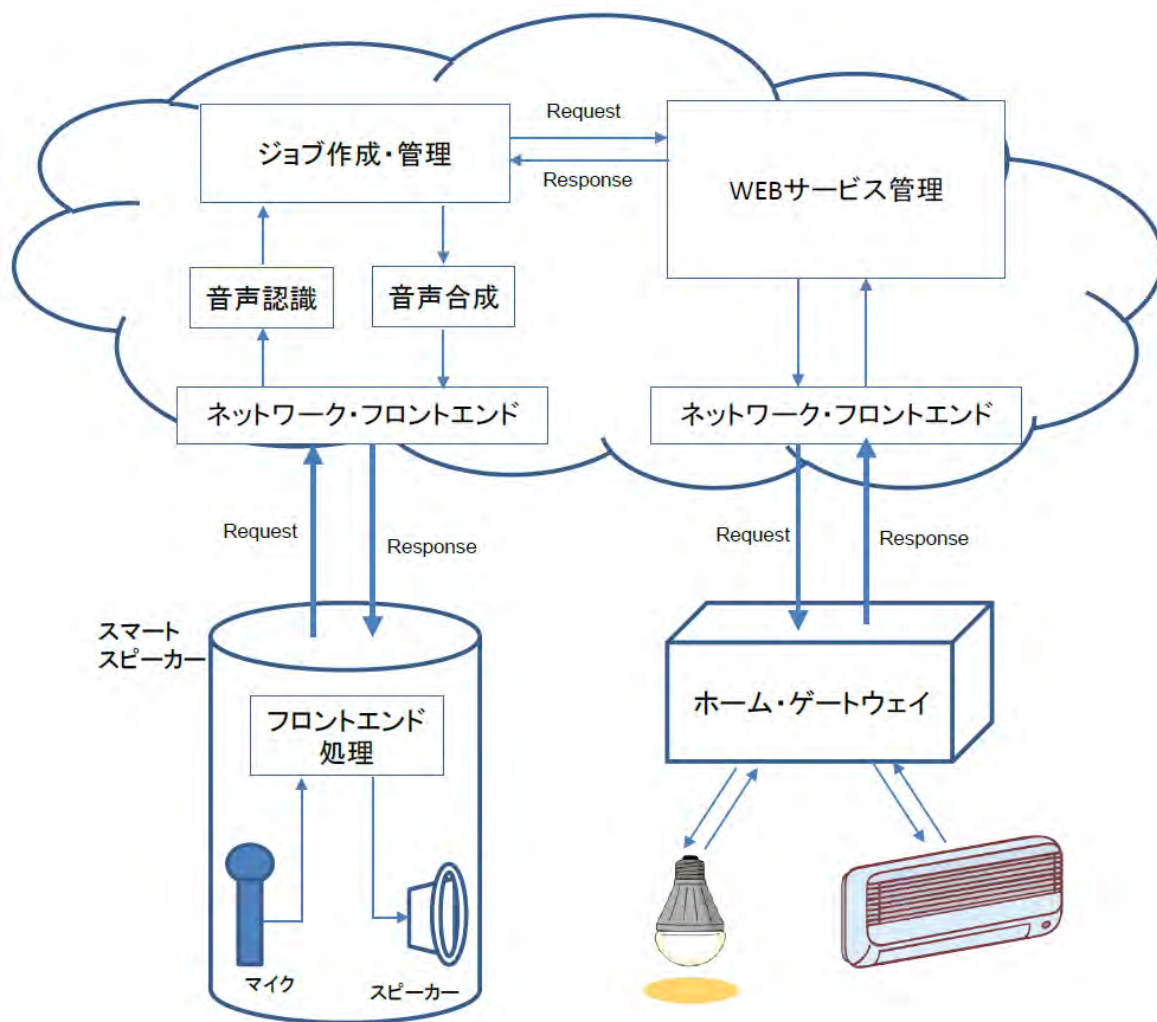 Request
ジョブ作成・管理
Response
WEBサービス管理
音声認識
音声合成
ネットワーク・フロントエンド
ネットワーク・フロントエンド
Request
Response
Request
Response
スマート
スピーカー
フロントエンド
処理
ホーム・ゲートウェイ
マイク
スピーカー